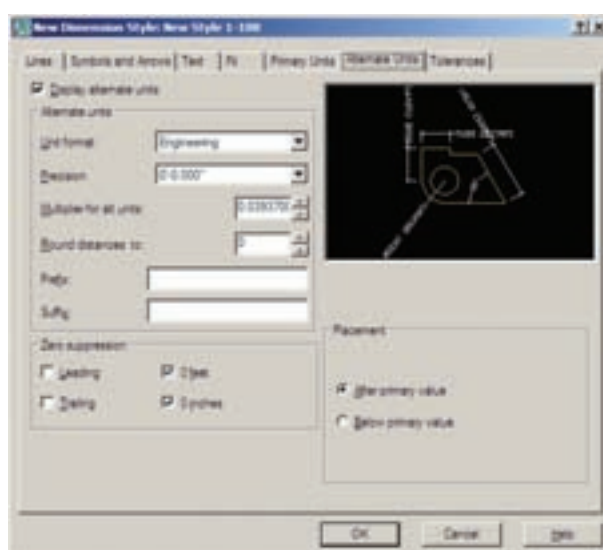 New Dimension Style: New Style 1-100
Lines
Symbols and Arrows
Text
Fit
Primary Units
Alternate Units
Tolerances
Display alternate units
Alternate units
Unit format:
Engineering
Precision
0'-0.000"
Multiplier for alt units:
0.039370
Round distances to:
0
Prefix:
Suffix:
Zero suppression
Leading
0 feet
Trailing
0 inches
Placement
After primary value
Below primary value
OK
Cancel
Help